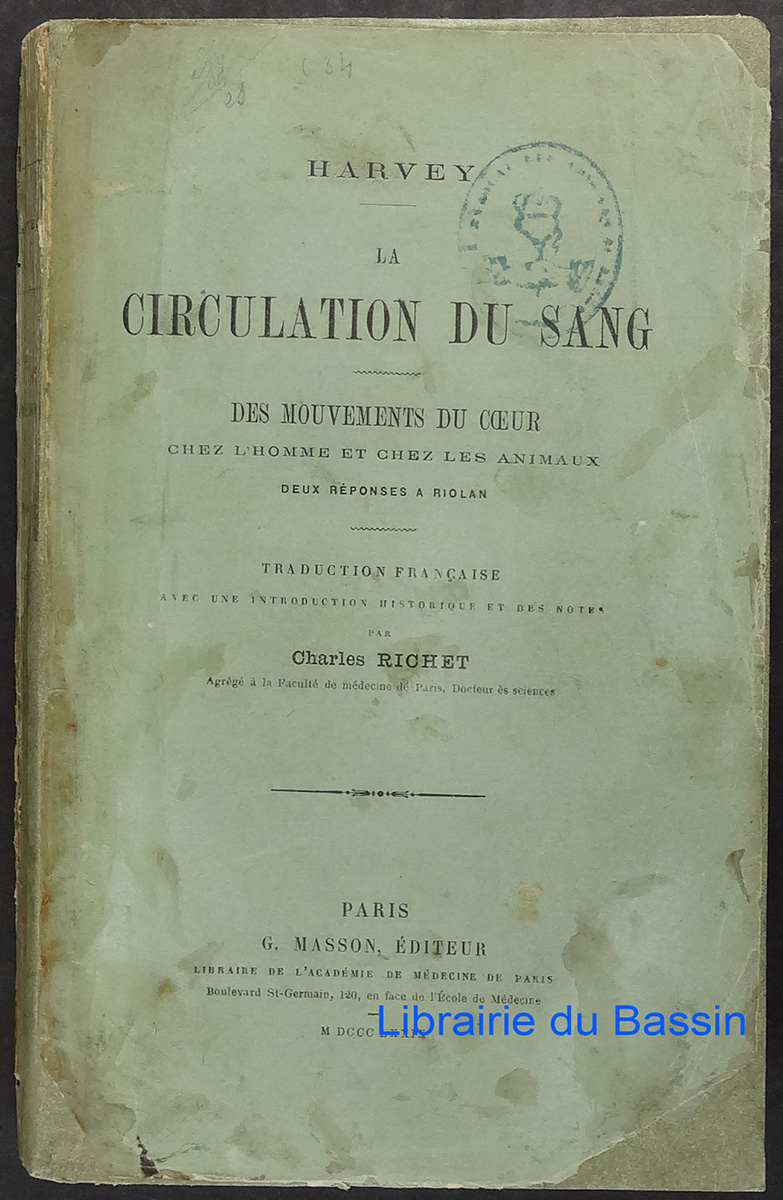 634
HARVEY
LA
CIRCULATION DU SANG
DES MOUVEMENTS DU CŒUR
CHEZ L'HOMME ET CHEZ LES ANIMAUX
DEUX RÉPONSES A RIOLAN
TRADUCTION FRANÇAISE
AVEC UNE INTRODUCTION HISTORIQUE ET DES NOTES
PAR
Charles RICHET
Agrégé à la Faculté de médecine de Paris, Docteur ès sciences
PARIS
G. MASSON, ÉDITEUR
LIBRAIRE DE L'ACADÉMIE DE MÉDECINE DE PARIS
Boulevard St-Germain, 120, en face de l'École de Médecine
M DCCC LXXIX
Librairie du Bassin